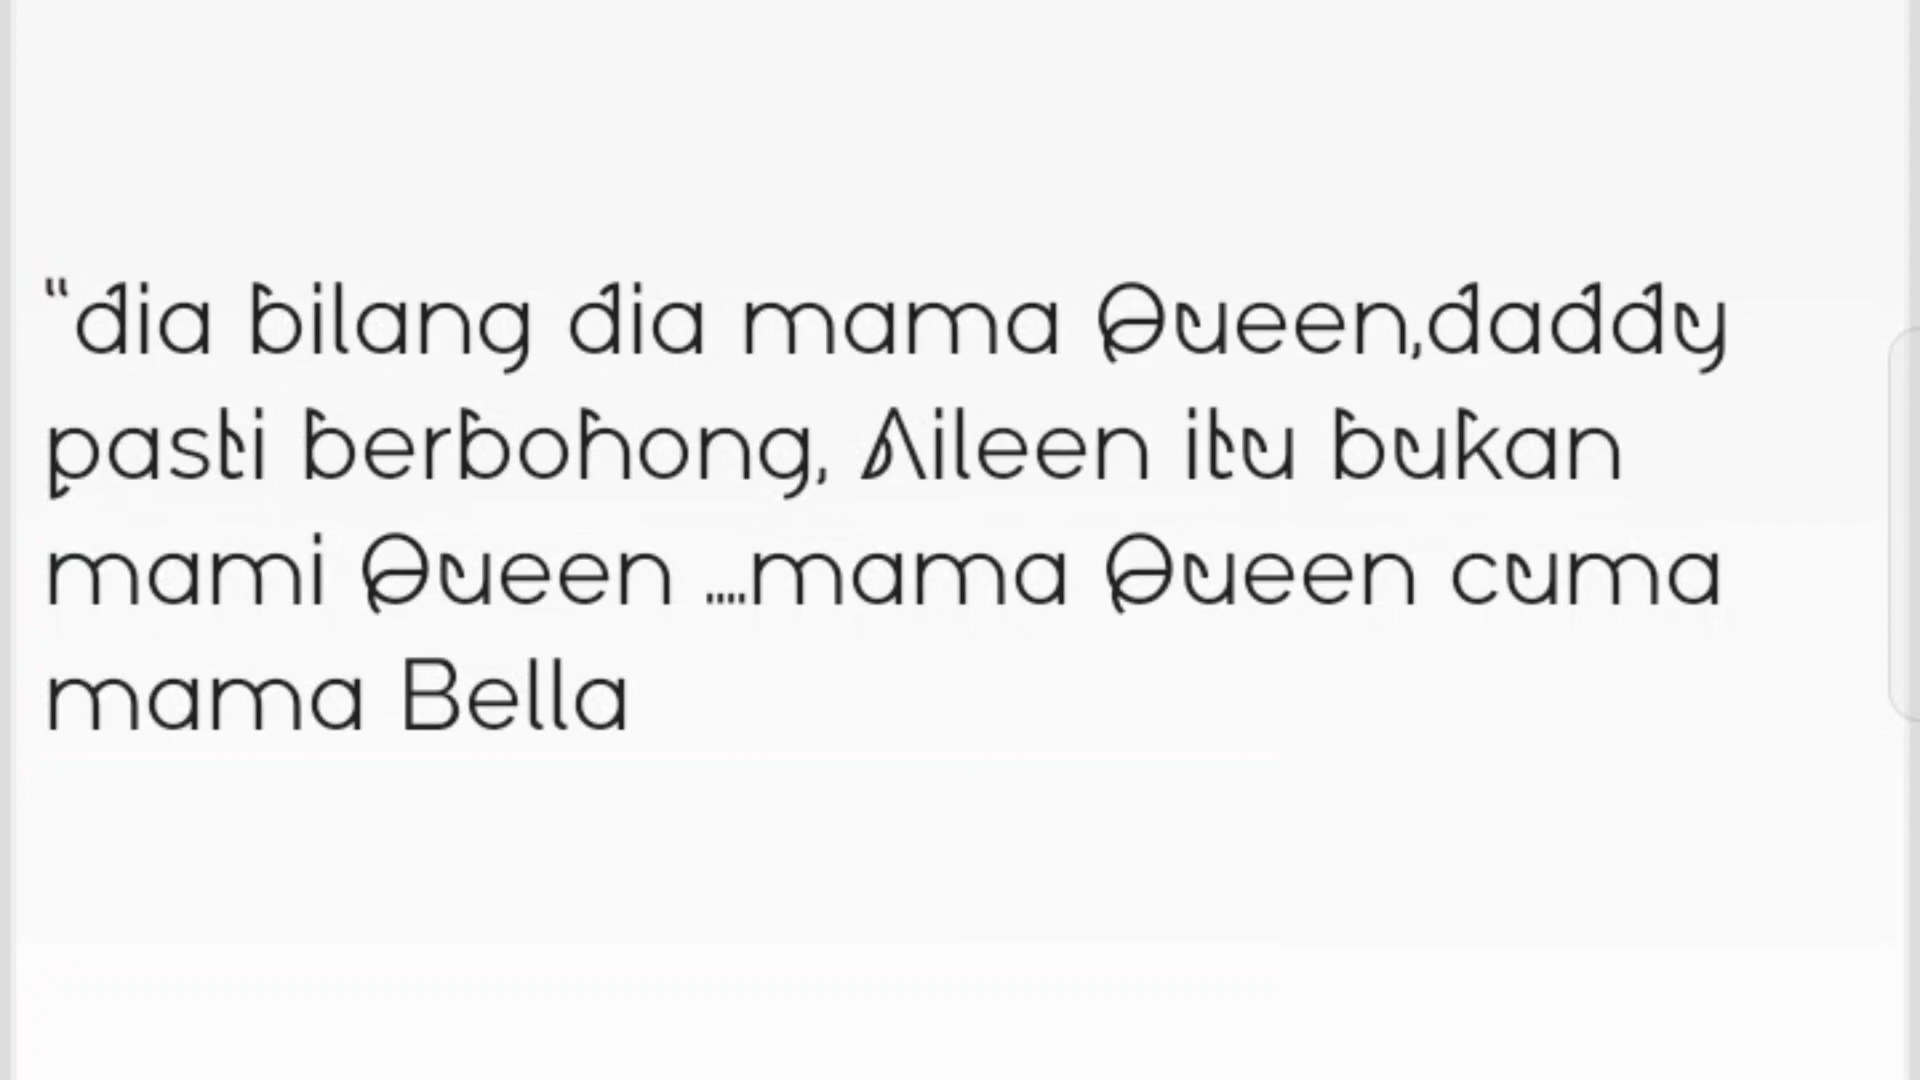 “dia bilang dia mama Queen,daddy
pasti berbohong, Aileen itu bukan
mami Queen ....mama Queen cuma
mama Bella